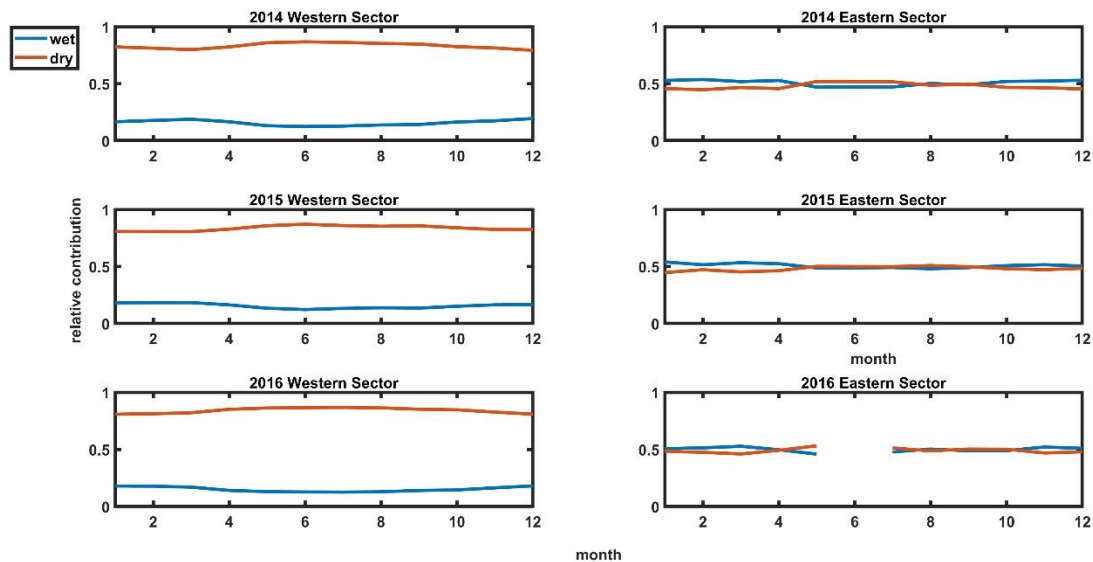 2014 Western Sector
2014 Eastern Sector
wet
dry
1
0.5
0
2 4 6 8 10 12
1
0.5
0
2 4 6 8 10 12
2015 Western Sector
2015 Eastern Sector
relative contribution
1
0.5
0
2 4 6 8 10 12
1
0.5
0
2 4 6 8 10 12
month
2016 Western Sector
2016 Eastern Sector
1
0.5
0
2 4 6 8 10 12
1
0.5
0
2 4 6 8 10 12
month